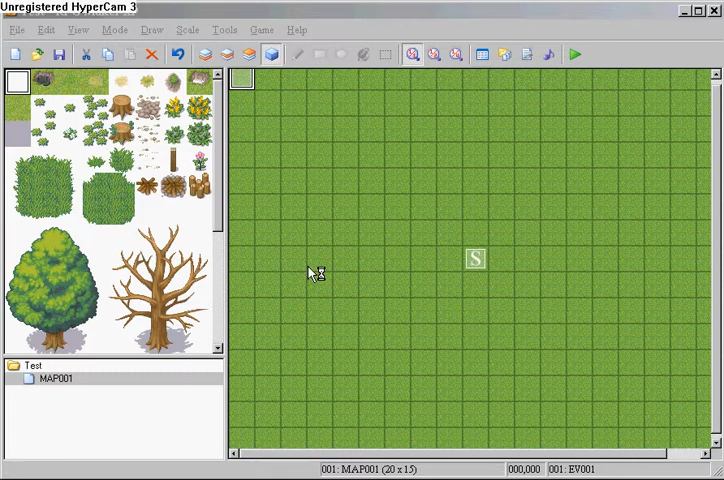 Unregistered HyperCam 3
File Edit View Mode Draw Scale Tools Game Help
S
Test
MAP001
001: MAP001 (20 x 15) 000,000 001: EV001